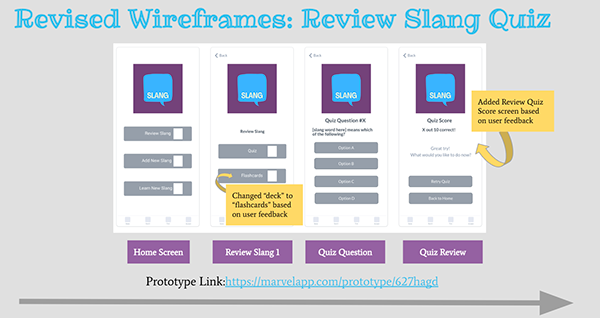 Revised Wireframes: Review Slang Quiz
SLANG
Review Slang
Add New Slang
Learn New Slang
Back
SLANG
Review Slang
Quiz
Flashcards
Changed "deck" to
"flashcards" based
on user feedback
Back
SLANG
Quiz Question #X
[slang word here] means which
of the following?
Option A
Option B
Option C
Option D
Back
SLANG
Quiz Score
X out 10 correct!
Great try!
What would you like to do now?
Retry Quiz
Back to Home
Added Review Quiz
Score screen based
on user feedback
Home Screen
Review Slang 1
Quiz Question
Quiz Review
Prototype Link:https://marvelapp.com/prototype/627hagd